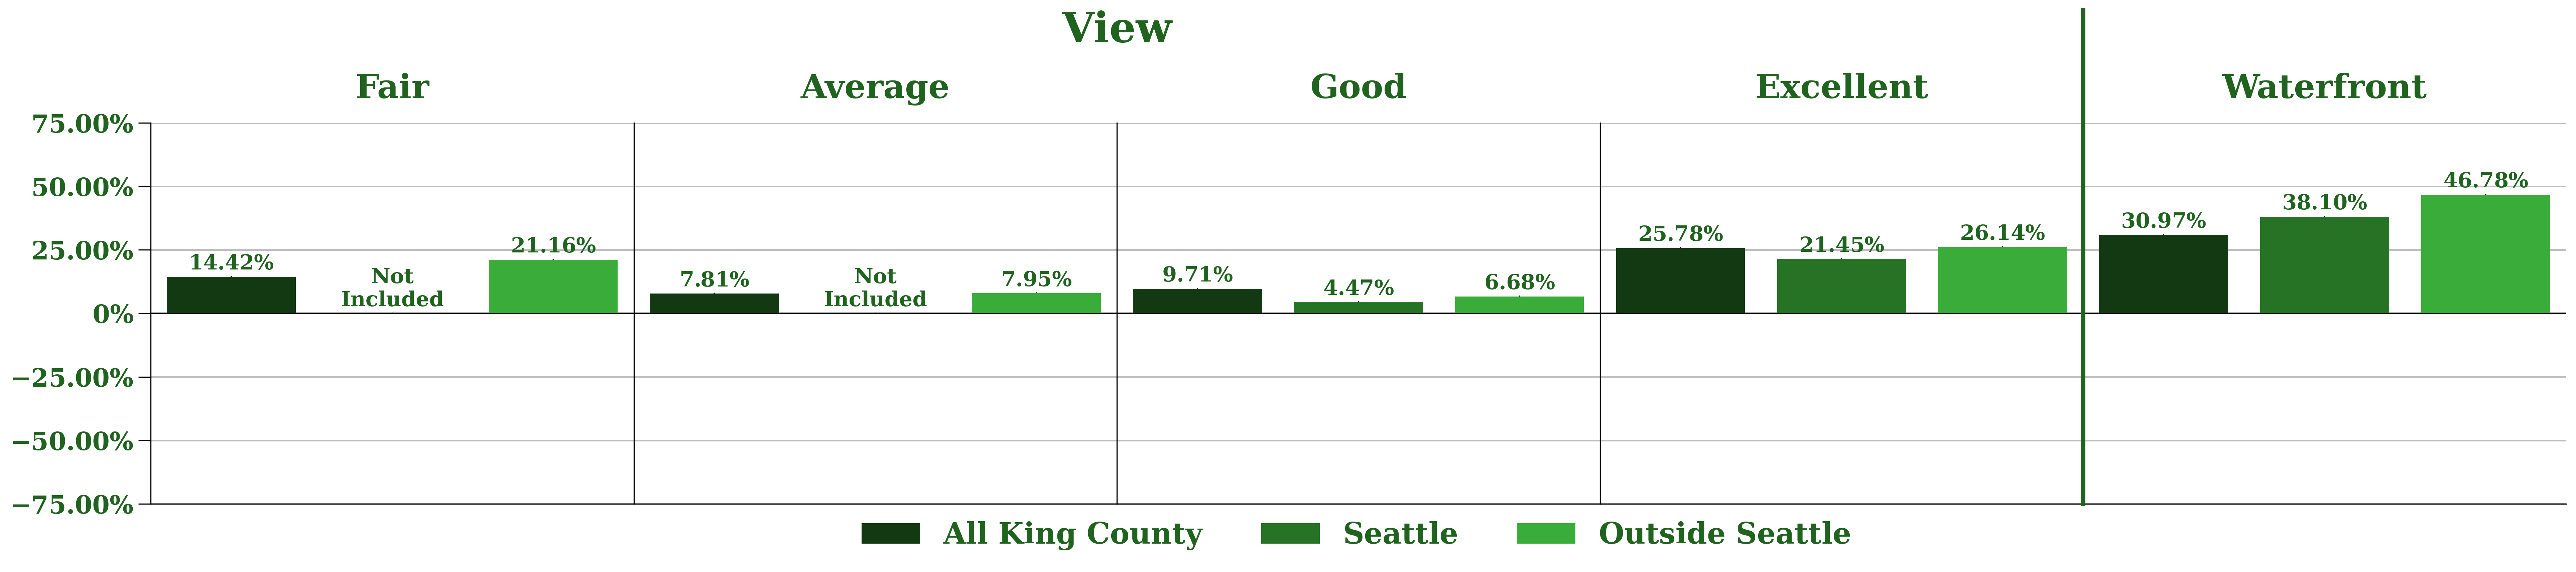 View
Fair
Average
Good
Excellent
Waterfront
75.00%
50.00%
25.00%
0%
−25.00%
−50.00%
−75.00%
14.42%
Not
Included
21.16%
7.81%
Not
Included
7.95%
9.71%
4.47%
6.68%
25.78%
21.45%
26.14%
30.97%
38.10%
46.78%
All King County
Seattle
Outside Seattle